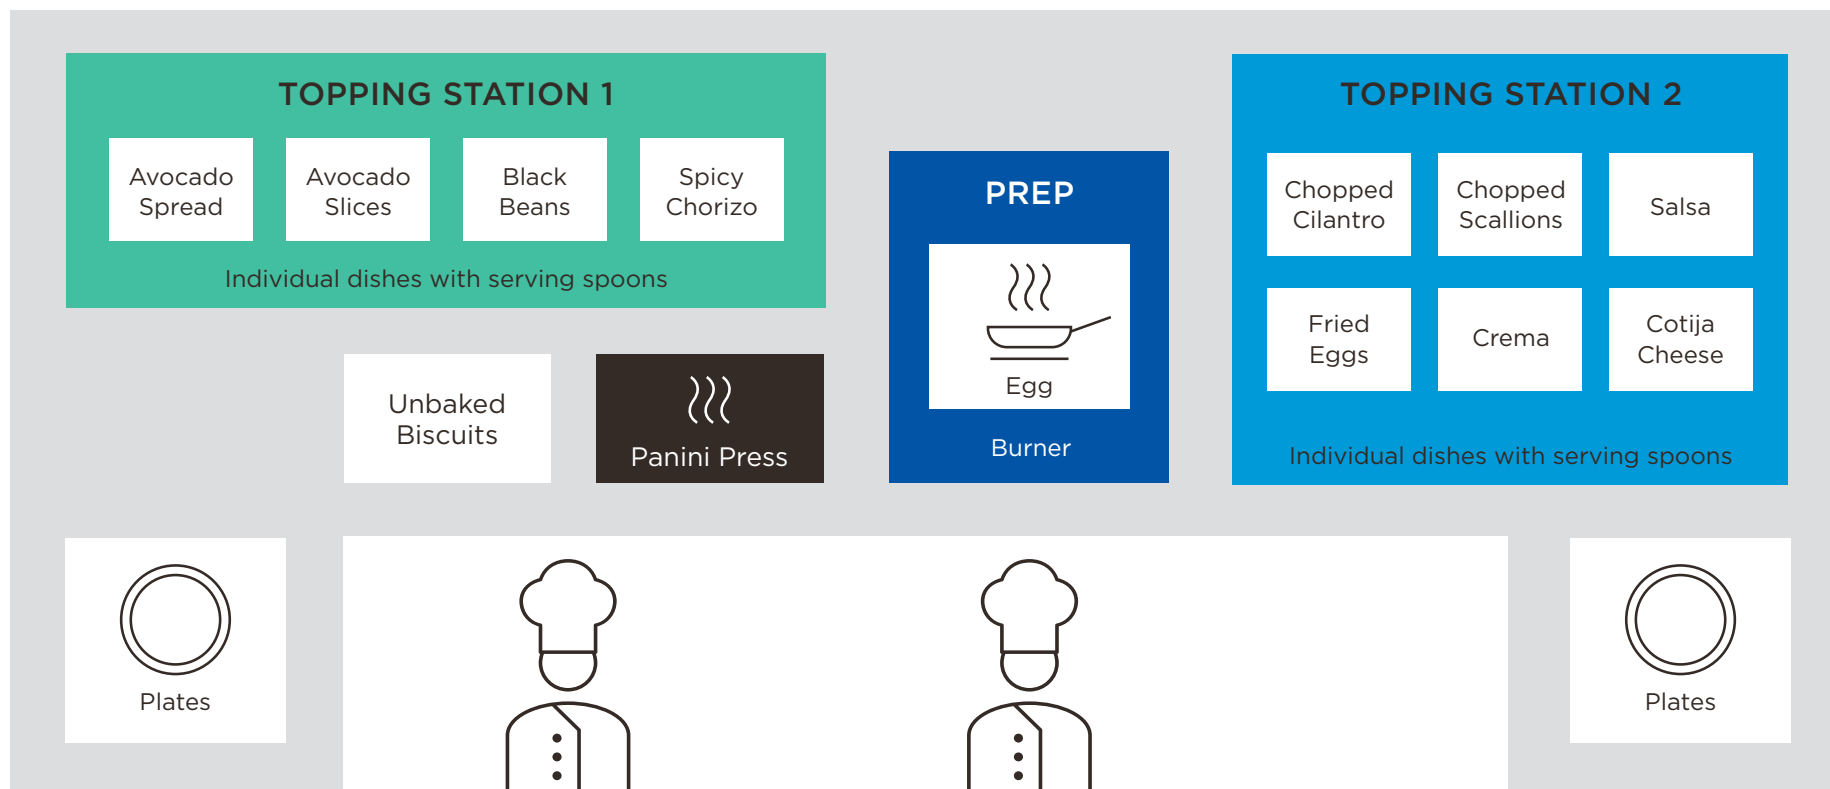 TOPPING STATION 1
Avocado
Spread
Avocado
Slices
Black
Beans
Spicy
Chorizo
Individual dishes with serving spoons
Unbaked
Biscuits
Panini Press
PREP
Egg
Burner
TOPPING STATION 2
Chopped
Cilantro
Chopped
Scallions
Salsa
Fried
Eggs
Crema
Cotija
Cheese
Individual dishes with serving spoons
Plates
Plates